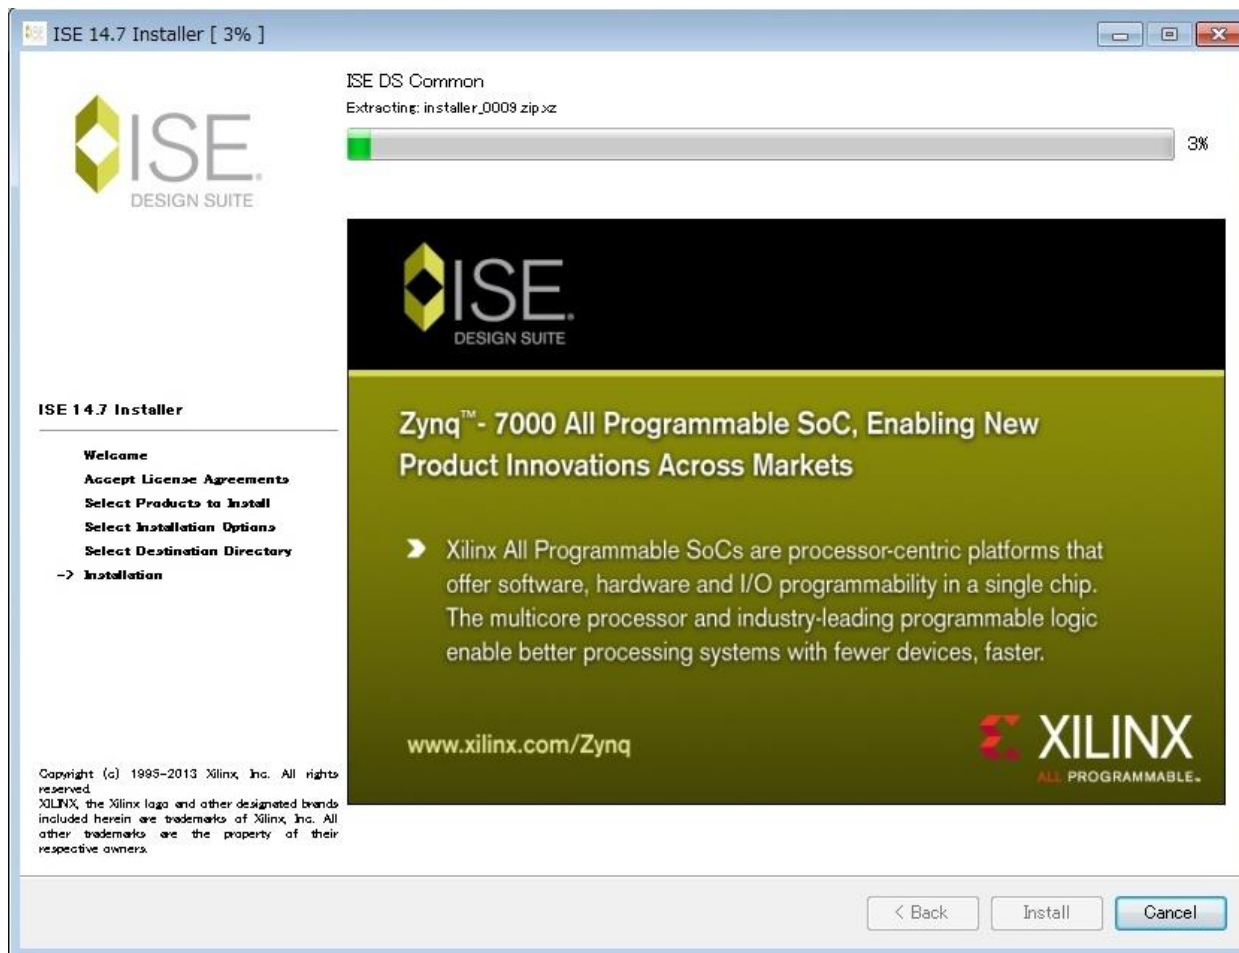 ISE 14.7 Installer [ 3% ]
ISE®
DESIGN SUITE
ISE DS Common
Extracting: installer_0009.zip.xz
3%
ISE®
DESIGN SUITE
Zynq™- 7000 All Programmable SoC, Enabling New
Product Innovations Across Markets
Xilinx All Programmable SoCs are processor-centric platforms that
offer software, hardware and I/O programmability in a single chip.
The multicore processor and industry-leading programmable logic
enable better processing systems with fewer devices, faster.
www.xilinx.com/Zynq
XILINX
ALL PROGRAMMABLE™
ISE 14.7 Installer
Welcome
Accept License Agreements
Select Products to Install
Select Installation Options
Select Destination Directory
-> Installation
Copyright (c) 1995-2013 Xilinx, Inc. All rights
reserved.
XILINX, the Xilinx logo and other designated brands
included herein are trademarks of Xilinx, Inc. All
other trademarks are the property of their
respective owners.
< Back
Install
Cancel